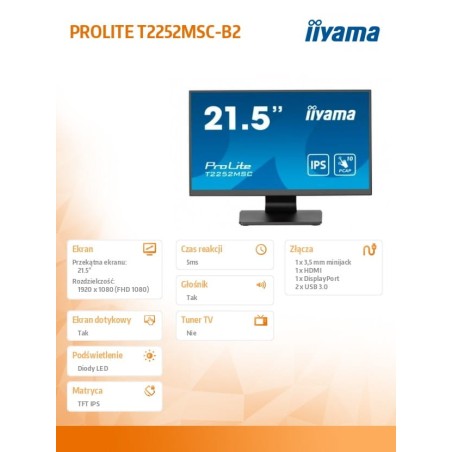 PROLITE T2252MSC-B2
iiyama
21.5"
iiyama
ProLite
T2252MSC
IPS
10
PCAP
Ekran
Przekątna ekranu:
21.5"
Rozdzielczość:
1920 x 1080 (FHD 1080)
Ekran dotykowy
Tak
Podświetlenie
Diody LED
Matryca
TFT IPS
Czas reakcji
5ms
Głośnik
Tak
Tuner TV
Nie
Złącza
1 x 3,5 mm minijack
1 x HDMI
1 x DisplayPort
2 x USB 3.0